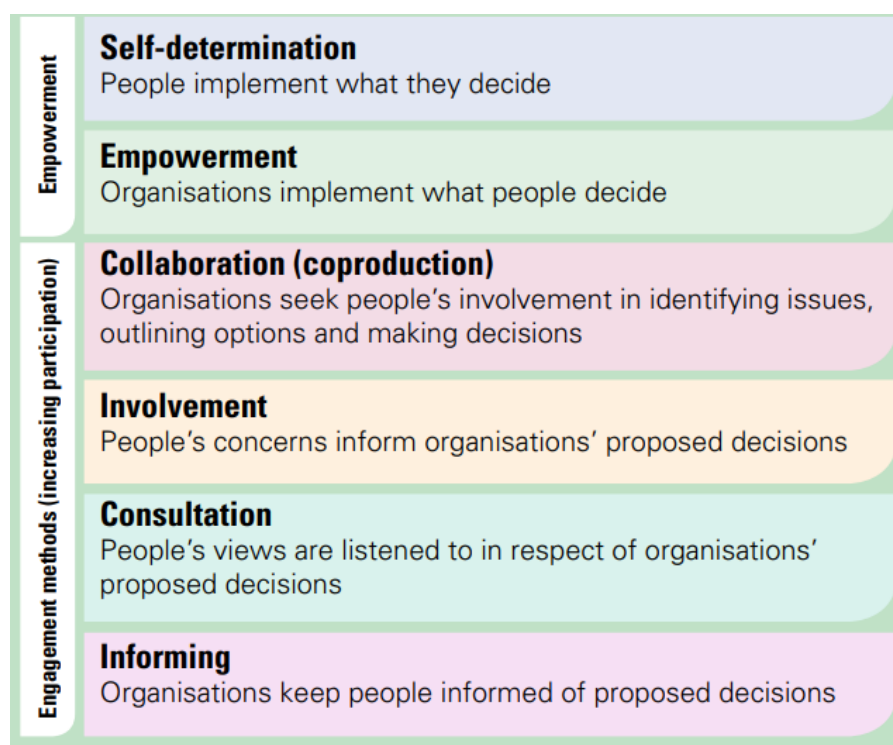 Empowerment
Self-determination
People implement what they decide
Empowerment
Organisations implement what people decide
Engagement methods (increasing participation)
Collaboration (coproduction)
Organisations seek people's involvement in identifying issues,
outlining options and making decisions
Involvement
People's concerns inform organisations' proposed decisions
Consultation
People's views are listened to in respect of organisations'
proposed decisions
Informing
Organisations keep people informed of proposed decisions